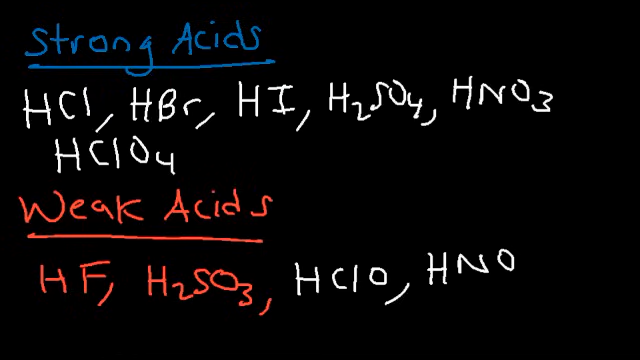 Strong Acids
HCl, HBr, HI, H₂SO₄, HNO₃
HClO₄
Weak Acids
HF, H₂SO₃, HClO, HNO